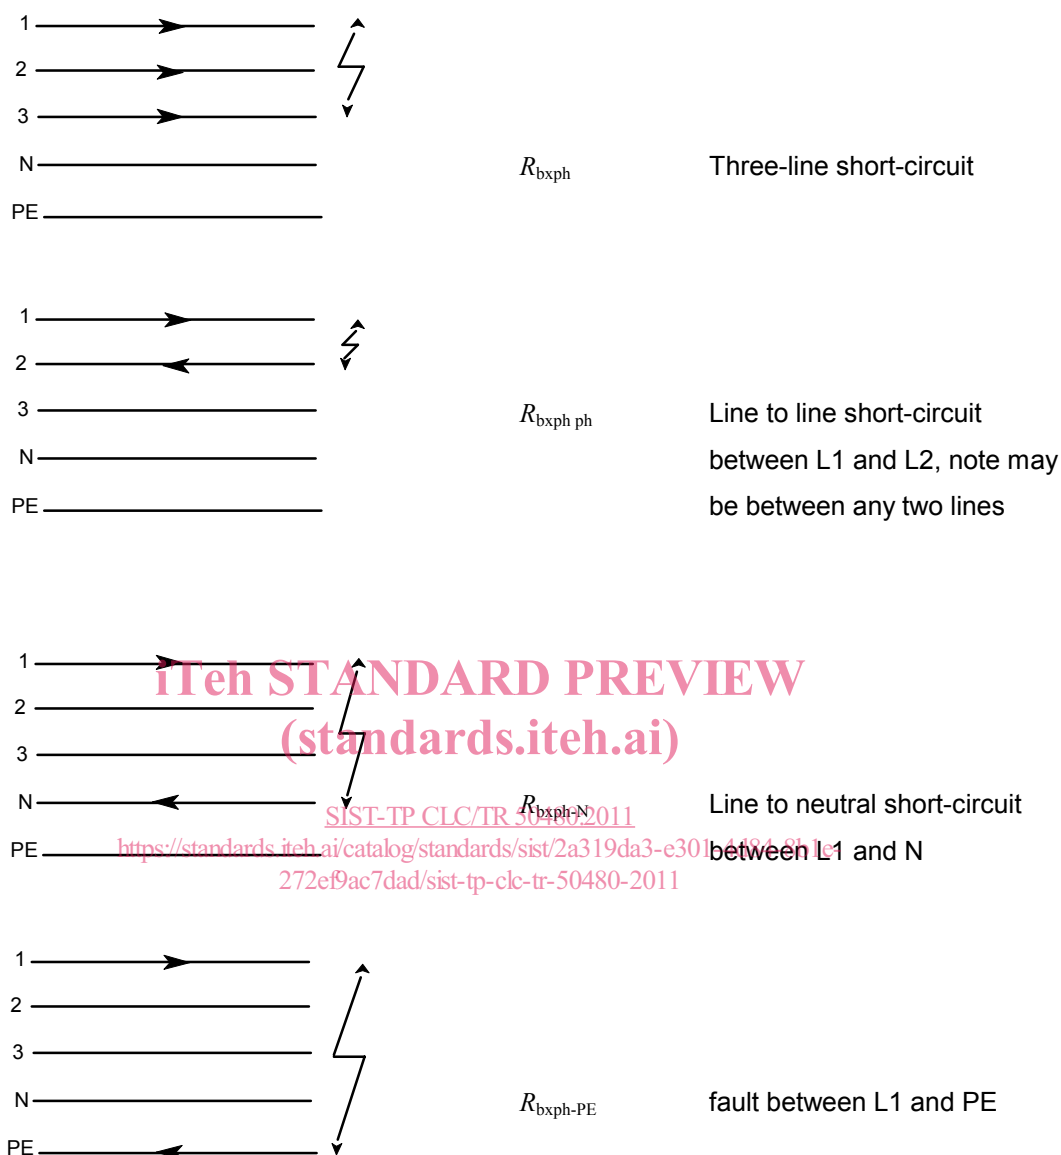 1
2
3
N R_bxph Three-line short-circuit
PE
1
2
3 R_bxph ph Line to line short-circuit
N between L1 and L2, note may
PE be between any two lines
1
iTeh STANDARD PREVIEW
2
(standards.iteh.ai)
3
N R_bxph-N Line to neutral short-circuit
SIST-TP CLC/TR 50480:2011
PE between L1 and N
https://standards.iteh.ai/catalog/standards/sist/2a319da3-e301-4d84-8b1e-
272ef9ac7dad/sist-tp-clc-tr-50480-2011
1
2
3
N R_bxph-PE fault between L1 and PE
PE